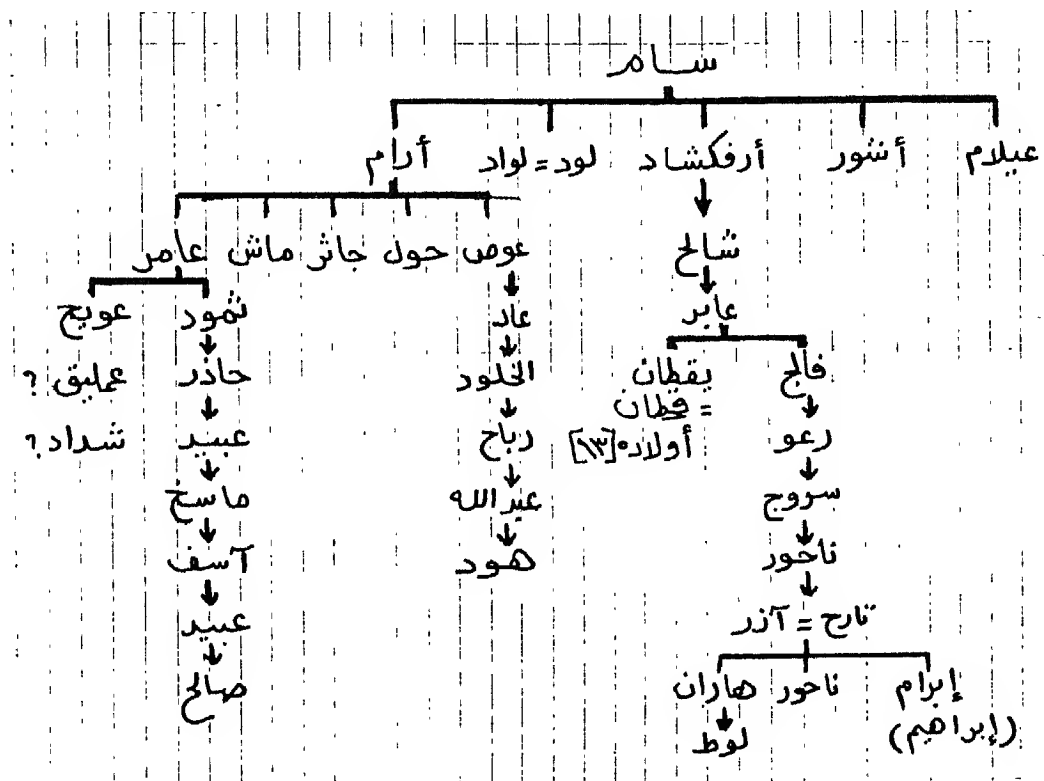 سام
عيلام أشور أرفكشاد لود = لواد أرام
شالح عوص حول جاثر ماش عامر
عابر عاد ثمود عويج
فالج يقطان الخلود حاذر عمليق ?
= قحطان
رعو أولاده [١٣] رباح عبيد شداد ?
سروج عبد الله ماسخ
ناحور هود آسف
تارح = آزر عبيد
إبرام ناحور هاران صالح
(إبراهيم) لوط